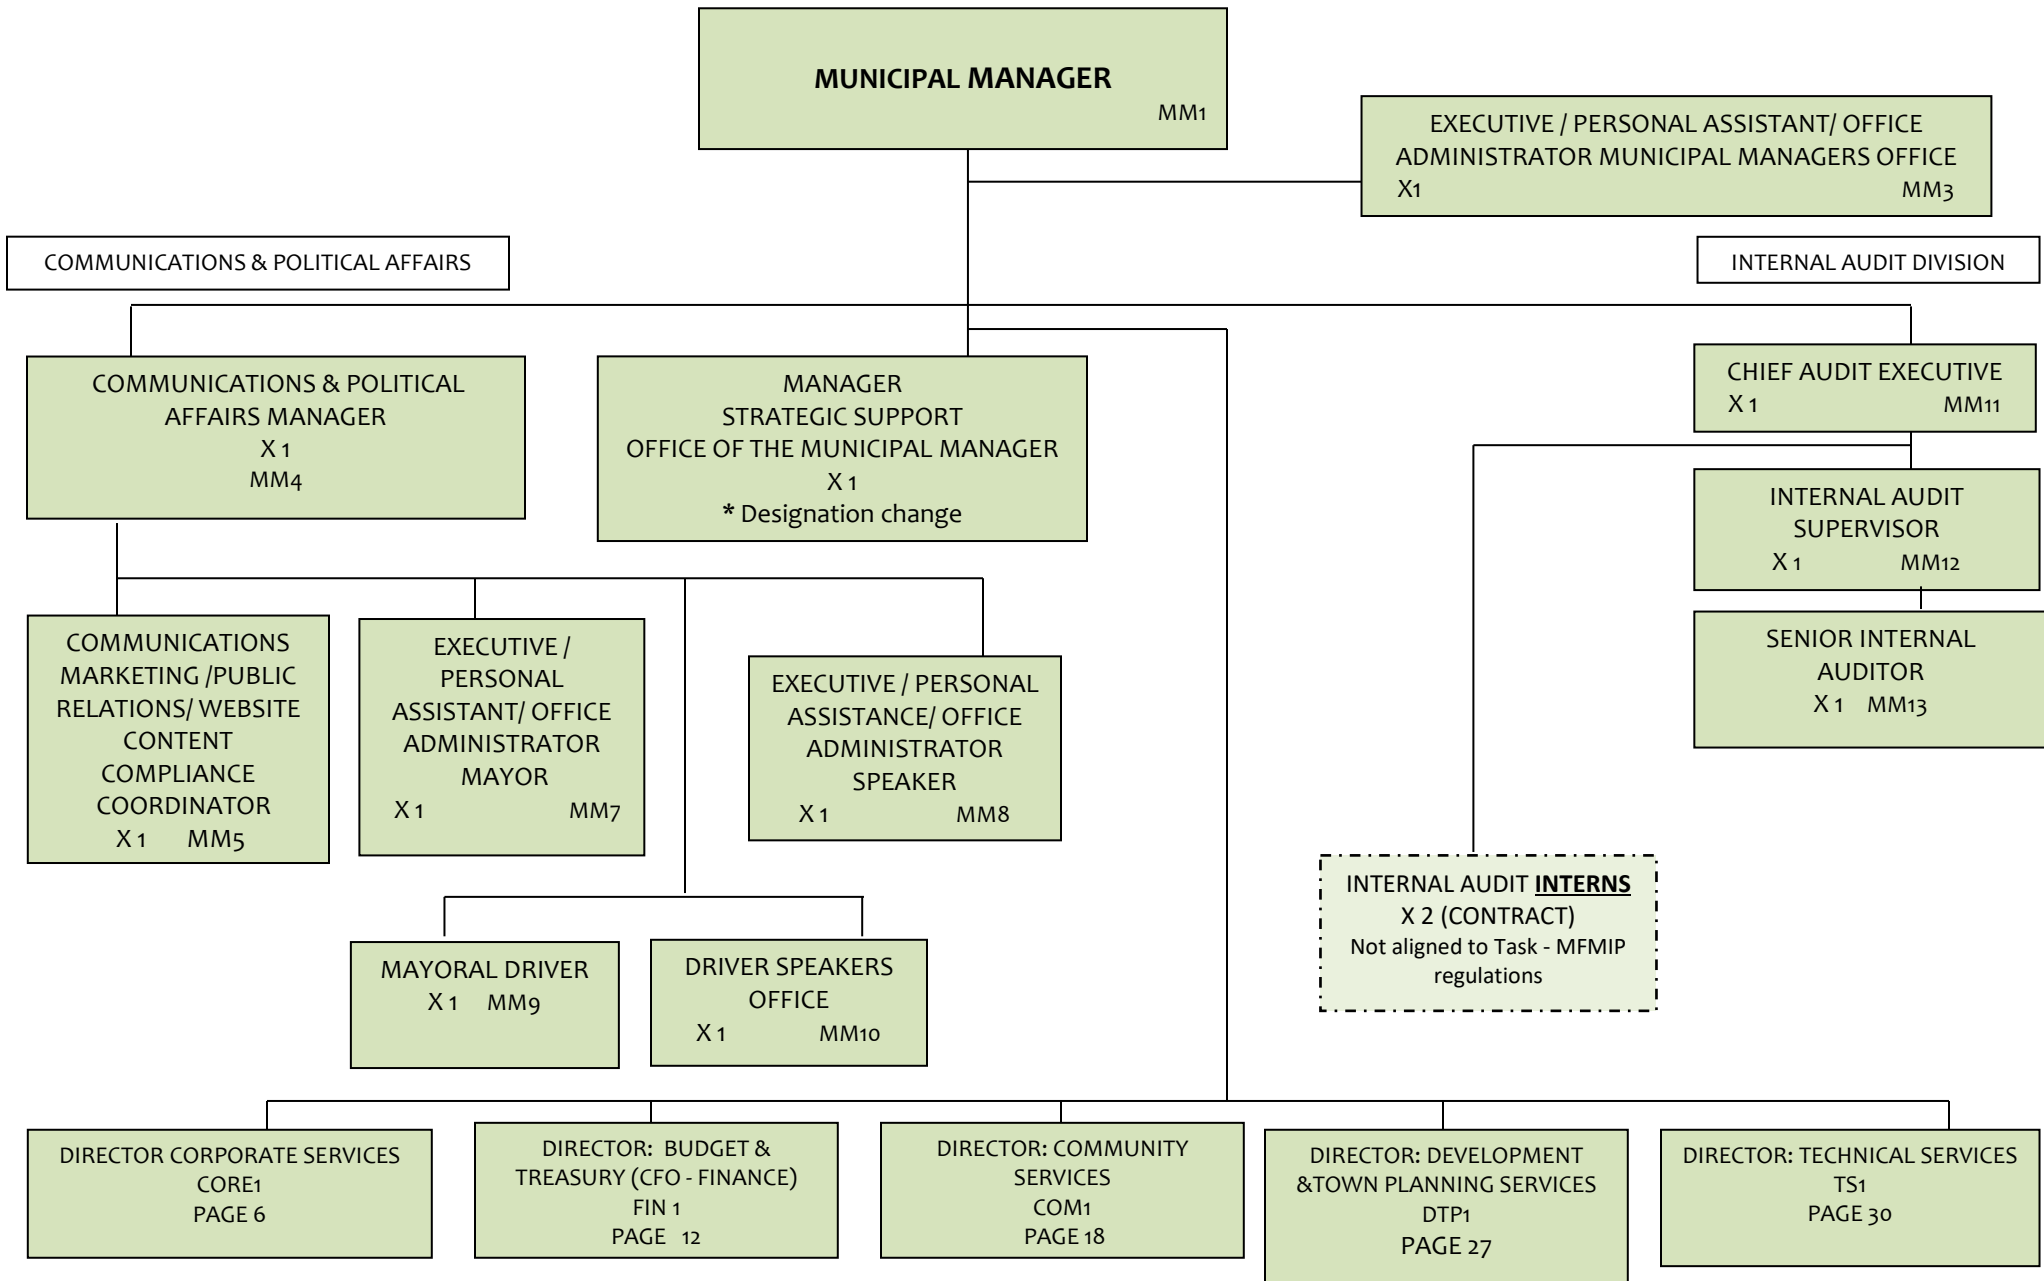 MUNICIPAL MANAGER
MM1
EXECUTIVE / PERSONAL ASSISTANT/ OFFICE
ADMINISTRATOR MUNICIPAL MANAGERS OFFICE
X1 MM3
COMMUNICATIONS & POLITICAL AFFAIRS
INTERNAL AUDIT DIVISION
COMMUNICATIONS & POLITICAL
AFFAIRS MANAGER
X 1
MM4
MANAGER
STRATEGIC SUPPORT
OFFICE OF THE MUNICIPAL MANAGER
X 1
* Designation change
CHIEF AUDIT EXECUTIVE
X 1 MM11
INTERNAL AUDIT
SUPERVISOR
X 1 MM12
SENIOR INTERNAL
AUDITOR
X 1 MM13
COMMUNICATIONS
MARKETING /PUBLIC
RELATIONS/ WEBSITE
CONTENT
COMPLIANCE
COORDINATOR
X 1 MM5
EXECUTIVE /
PERSONAL
ASSISTANT/ OFFICE
ADMINISTRATOR
MAYOR
X 1 MM7
EXECUTIVE / PERSONAL
ASSISTANCE/ OFFICE
ADMINISTRATOR
SPEAKER
X 1 MM8
INTERNAL AUDIT INTERNS
X 2 (CONTRACT)
Not aligned to Task - MFMIP
regulations
MAYORAL DRIVER
X 1 MM9
DRIVER SPEAKERS
OFFICE
X 1 MM10
DIRECTOR CORPORATE SERVICES
CORE1
PAGE 6
DIRECTOR: BUDGET &
TREASURY (CFO - FINANCE)
FIN 1
PAGE 12
DIRECTOR: COMMUNITY
SERVICES
COM1
PAGE 18
DIRECTOR: DEVELOPMENT
&TOWN PLANNING SERVICES
DTP1
PAGE 27
DIRECTOR: TECHNICAL SERVICES
TS1
PAGE 30